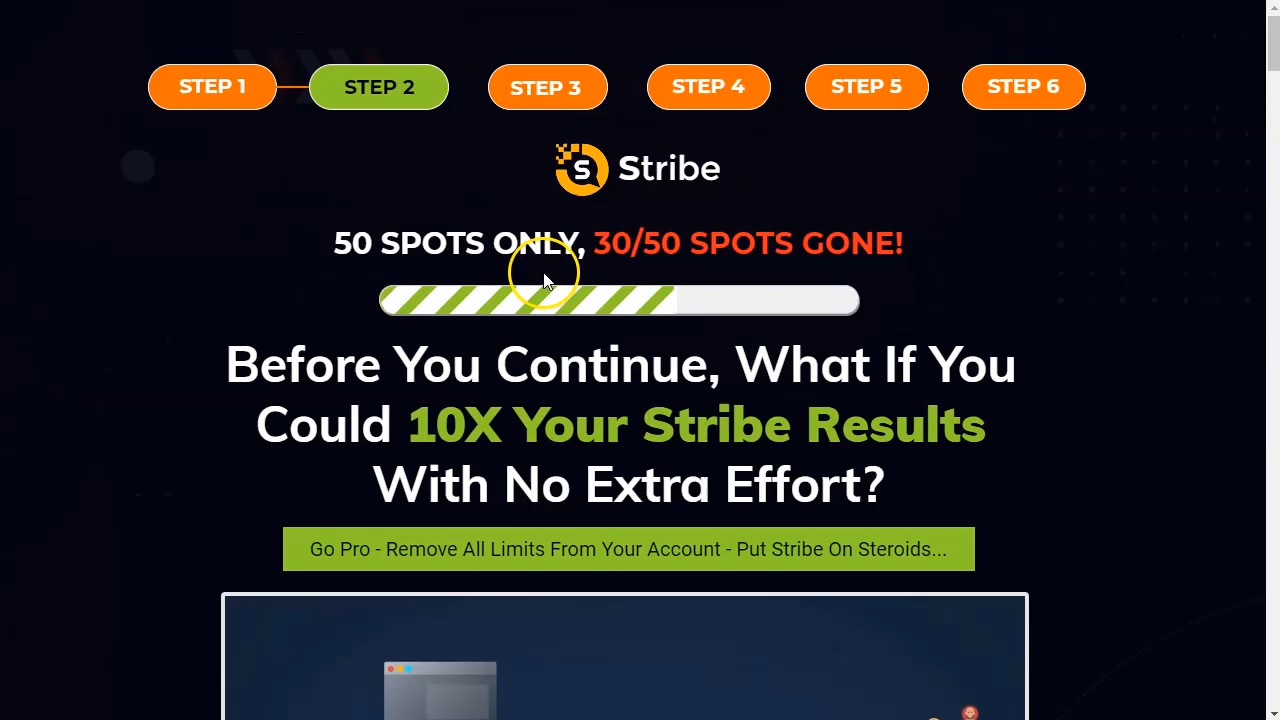 STEP 1 STEP 2 STEP 3 STEP 4 STEP 5 STEP 6
S Stribe
50 SPOTS ONLY, 30/50 SPOTS GONE!
Before You Continue, What If You
Could 10X Your Stribe Results
With No Extra Effort?
Go Pro - Remove All Limits From Your Account - Put Stribe On Steroids...